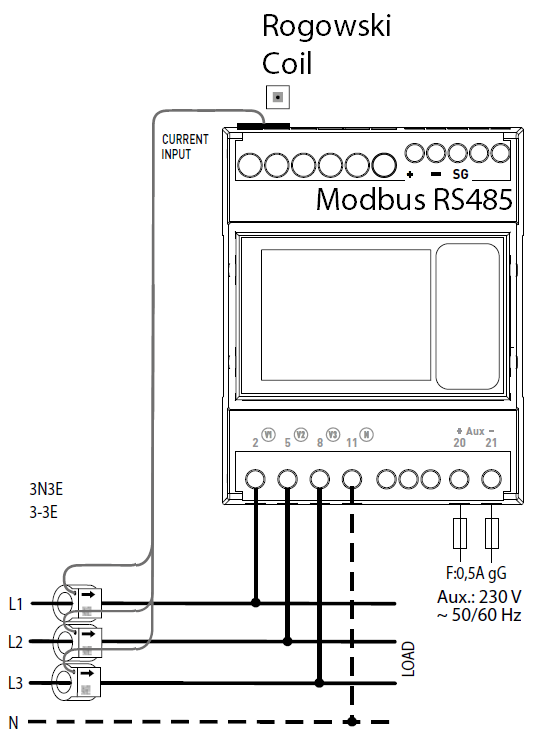 Rogowski
Coil
CURRENT
INPUT
+ − SG
Modbus RS485
V1 V2 V3 N + Aux −
2 5 8 11 20 21
3N3E
3-3E
F:0,5A gG
Aux.: 230 V
~ 50/60 Hz
L1
L2
L3
N
LOAD